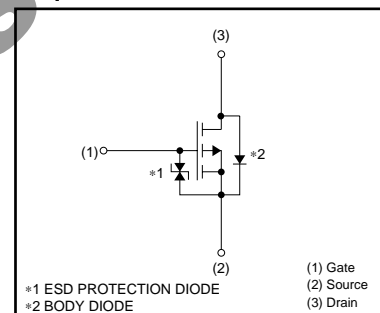 (3)
(1)
∗1
∗2
(2)
∗1 ESD PROTECTION DIODE
∗2 BODY DIODE
(1) Gate
(2) Source
(3) Drain